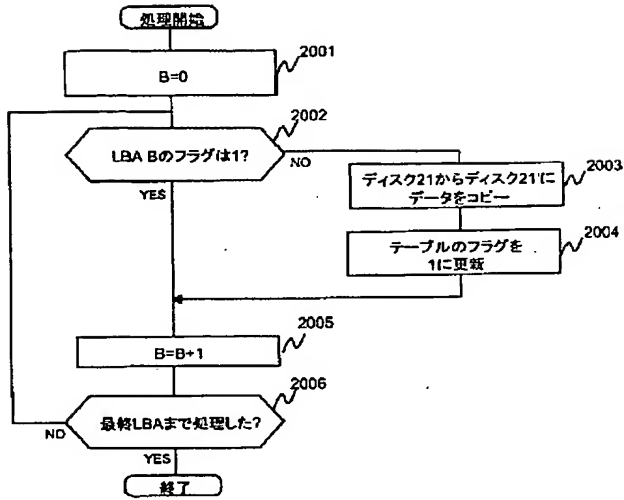 処理開始
2001
B=0
2002
LBA Bのフラグは1?
NO
YES
2003
ディスク21からディスク21'に
データをコピー
2004
テーブルのフラグを
1に更新
2005
B=B+1
2006
最終LBAまで処理した?
NO
YES
終了